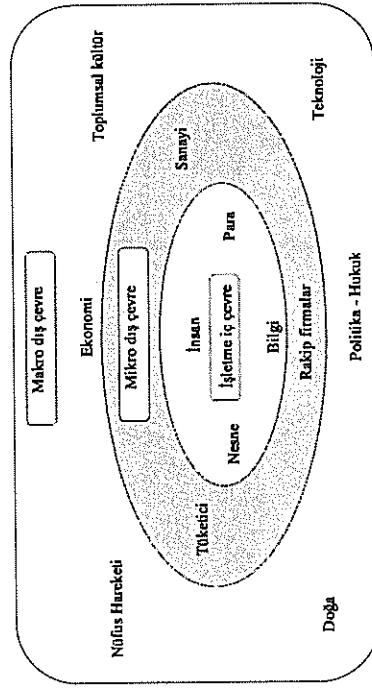 Makro dış çevre
Nüfus Hareketi
Ekonomi
Toplumsal kültür
Mikro dış çevre
Tüketici
Sanayi
İnsan
İşletme iç çevre
Nesne
Para
Bilgi
Rakip firmalar
Doğa
Politika - Hukuk
Teknoloji